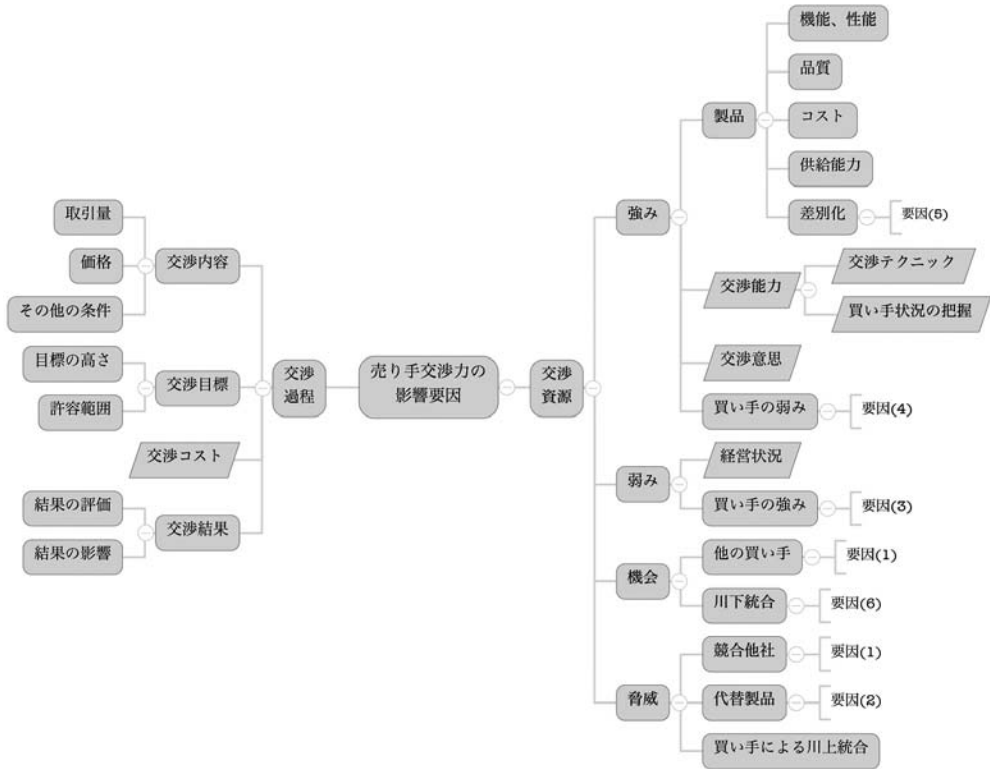 売り手交渉力の
影響要因
交渉
過程
交渉内容
取引量
価格
その他の条件
交渉目標
目標の高さ
許容範囲
交渉コスト
交渉結果
結果の評価
結果の影響
交渉
資源
強み
製品
機能、性能
品質
コスト
供給能力
差別化
要因(5)
交渉能力
交渉テクニック
買い手状況の把握
交渉意思
買い手の弱み
要因(4)
弱み
経営状況
買い手の強み
要因(3)
機会
他の買い手
要因(1)
川下統合
要因(6)
脅威
競合他社
要因(1)
代替製品
要因(2)
買い手による川上統合